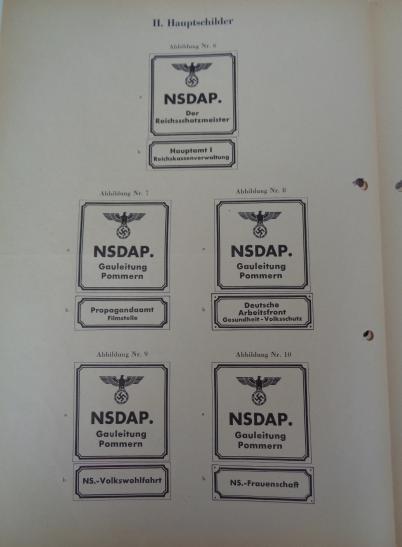 II. Hauptschilder
Abbildung Nr. 6
a
NSDAP.
Der
Reichsschatzmeister
b
Hauptamt I
Reichskassenverwaltung
Abbildung Nr. 7
a
NSDAP.
Gauleitung
Pommern
b
Propagandaamt
Filmstelle
Abbildung Nr. 8
a
NSDAP.
Gauleitung
Pommern
b
Deutsche
Arbeitsfront
Gesundheit-Volksschutz
Abbildung Nr. 9
a
NSDAP.
Gauleitung
Pommern
b
NS.-Volkswohlfahrt
Abbildung Nr. 10
a
NSDAP.
Gauleitung
Pommern
b
NS.-Frauenschaft